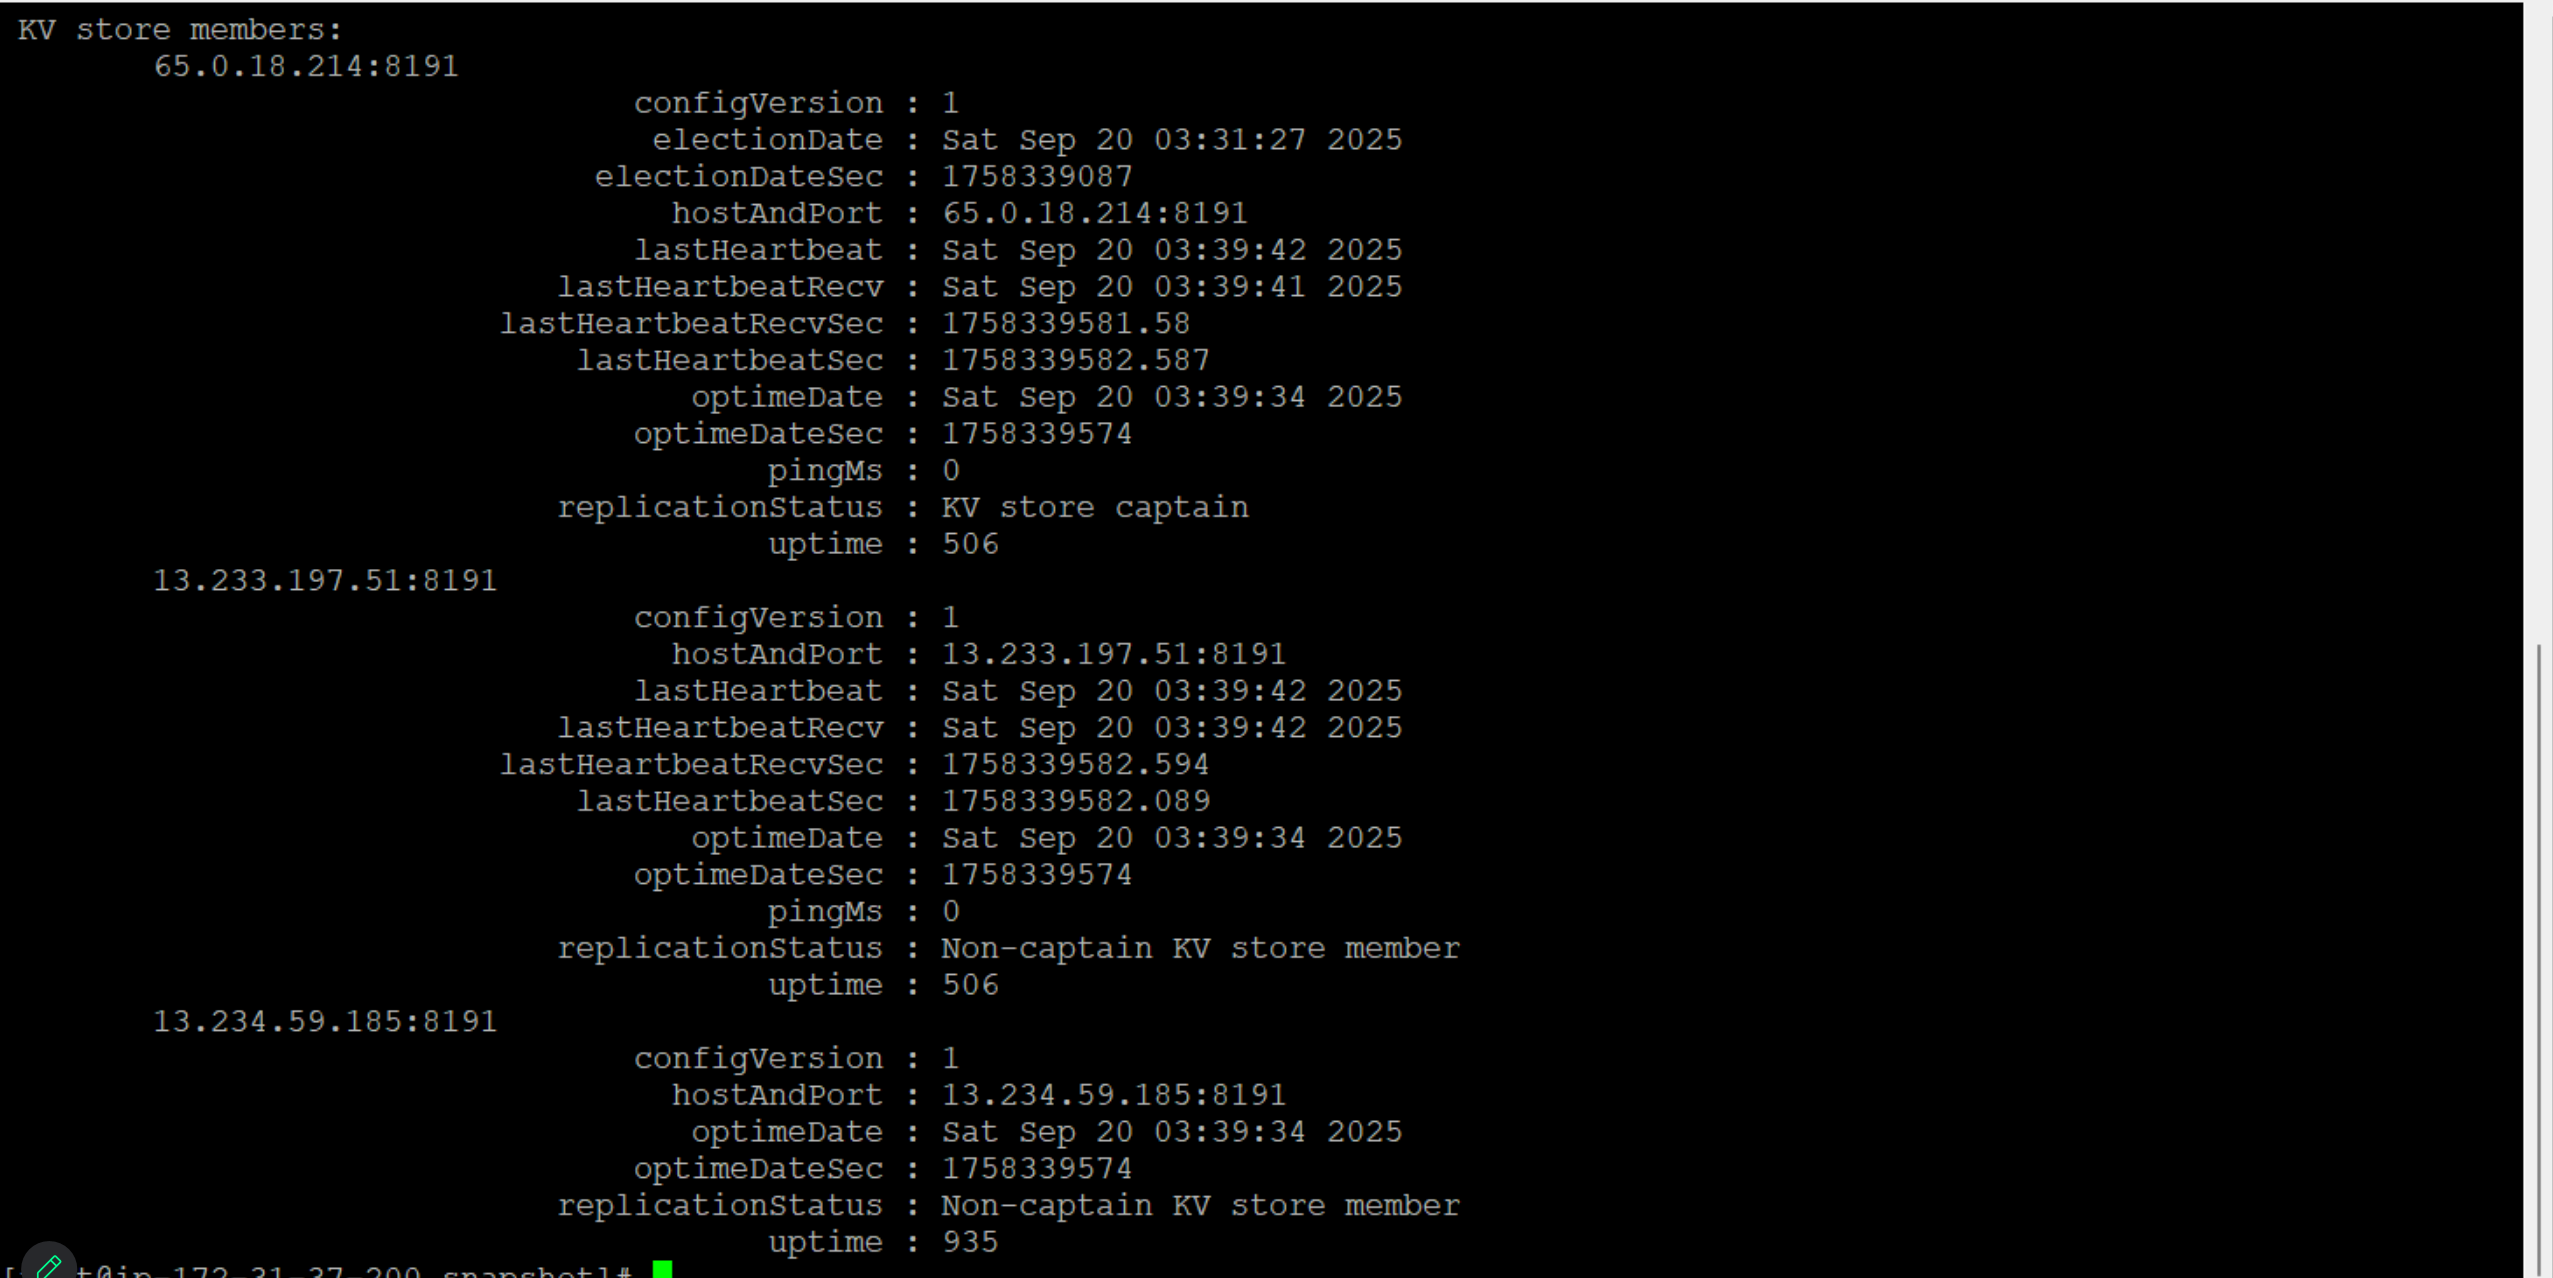 KV store members:
65.0.18.214:8191
configVersion : 1
electionDate : Sat Sep 20 03:31:27 2025
electionDateSec : 1758339087
hostAndPort : 65.0.18.214:8191
lastHeartbeat : Sat Sep 20 03:39:42 2025
lastHeartbeatRecv : Sat Sep 20 03:39:41 2025
lastHeartbeatRecvSec : 1758339581.58
lastHeartbeatSec : 1758339582.587
optimeDate : Sat Sep 20 03:39:34 2025
optimeDateSec : 1758339574
pingMs : 0
replicationStatus : KV store captain
uptime : 506
13.233.197.51:8191
configVersion : 1
hostAndPort : 13.233.197.51:8191
lastHeartbeat : Sat Sep 20 03:39:42 2025
lastHeartbeatRecv : Sat Sep 20 03:39:42 2025
lastHeartbeatRecvSec : 1758339582.594
lastHeartbeatSec : 1758339582.089
optimeDate : Sat Sep 20 03:39:34 2025
optimeDateSec : 1758339574
pingMs : 0
replicationStatus : Non-captain KV store member
uptime : 506
13.234.59.185:8191
configVersion : 1
hostAndPort : 13.234.59.185:8191
optimeDate : Sat Sep 20 03:39:34 2025
optimeDateSec : 1758339574
replicationStatus : Non-captain KV store member
uptime : 935
t@ip-172-31-37-200 snapshot]#